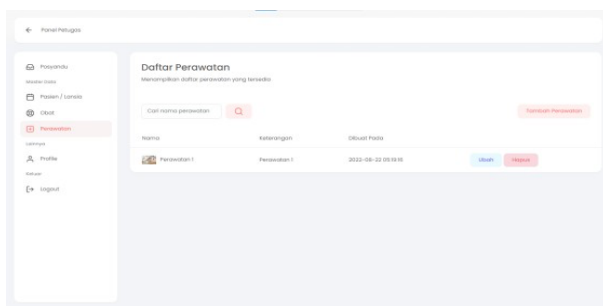 Panel Petugas
Posyandu
Master Data
Pasien / Lansia
Obat
Perawatan
Lainnya
Profile
Keluar
Logout
Daftar Perawatan
Menampilkan daftar perawatan yang tersedia
Cari nama perawatan
Tambah Perawatan
Nama Keterangan Dibuat Pada
Perawatan 1 Perawatan 1 2022-06-22 05:19:15 Ubah Hapus